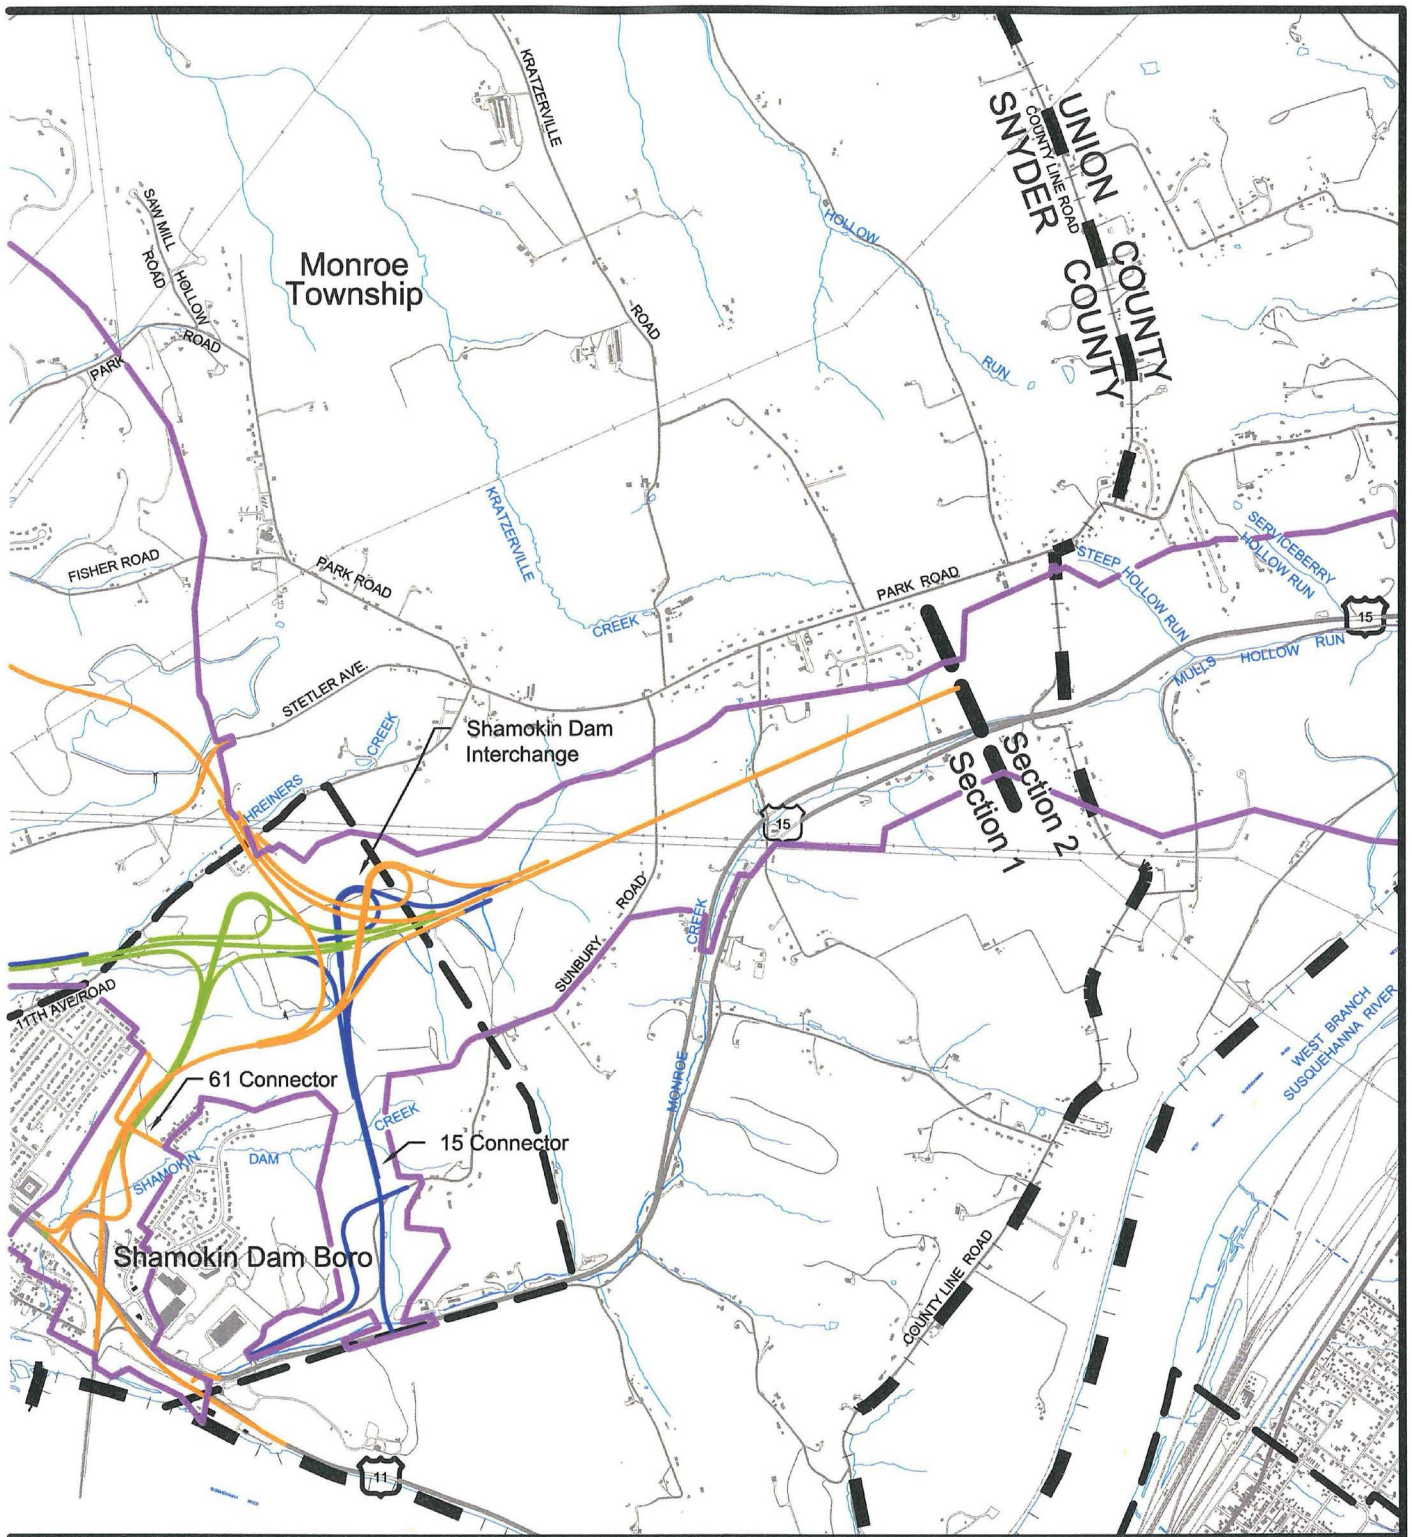 KRATZERVILLE
ROAD
UNION COUNTY
COUNTY LINE ROAD
SNYDER COUNTY
SAW MILL
HOLLOW
ROAD
Monroe
Township
HOLLOW
RUN
PARK
ROAD
KRATZERVILLE
CREEK
FISHER ROAD
PARK ROAD
PARK ROAD
STEEP HOLLOW RUN
SERVICEBERRY
HOLLOW RUN
15
MULLS HOLLOW RUN
STETLER AVE.
CREEK
HREINERS
Shamokin Dam
Interchange
Section 2
Section 1
15
SUNBURY ROAD
CREEK
MONROE
11TH AVE/ROAD
WEST BRANCH
SUSQUEHANNA RIVER
61 Connector
CREEK
15 Connector
SHAMOKIN
DAM
Shamokin Dam Boro
COUNTY LINE ROAD
11